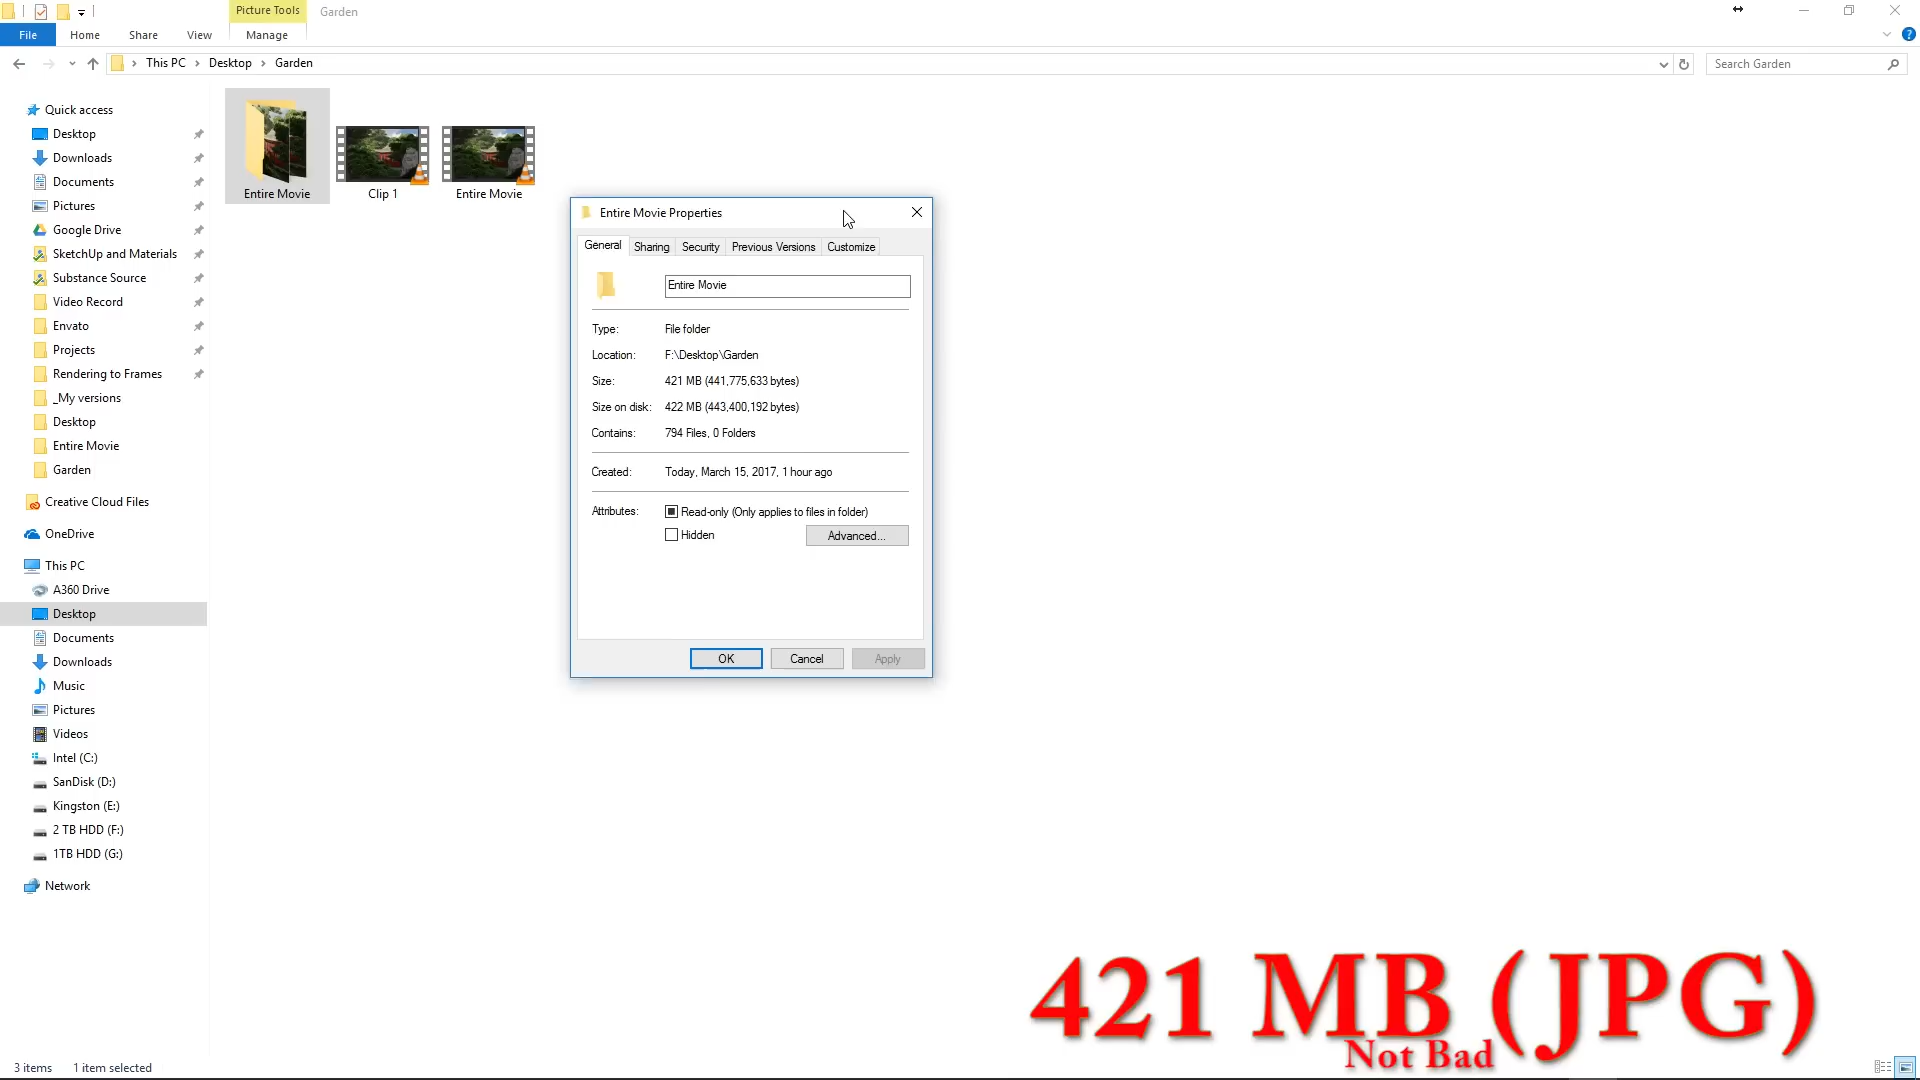 Picture Tools
Garden
File
Home
Share
View
Manage
This PC
Desktop
Garden
Search Garden
Quick access
Desktop
Downloads
Documents
Pictures
Google Drive
SketchUp and Materials
Substance Source
Video Record
Envato
Projects
Rendering to Frames
_My versions
Desktop
Entire Movie
Garden
Creative Cloud Files
OneDrive
This PC
A360 Drive
Desktop
Documents
Downloads
Music
Pictures
Videos
Intel (C:)
SanDisk (D:)
Kingston (E:)
2 TB HDD (F:)
1TB HDD (G:)
Network
Entire Movie
Clip 1
Entire Movie
Entire Movie Properties
General
Sharing
Security
Previous Versions
Customize
Entire Movie
Type: File folder
Location: F:\Desktop\Garden
Size: 421 MB (441,775,633 bytes)
Size on disk: 422 MB (443,400,192 bytes)
Contains: 794 Files, 0 Folders
Created: Today, March 15, 2017, 1 hour ago
Attributes: Read-only (Only applies to files in folder)
Hidden
Advanced...
OK
Cancel
Apply
421 MB (JPG)
Not Bad
3 items
1 item selected